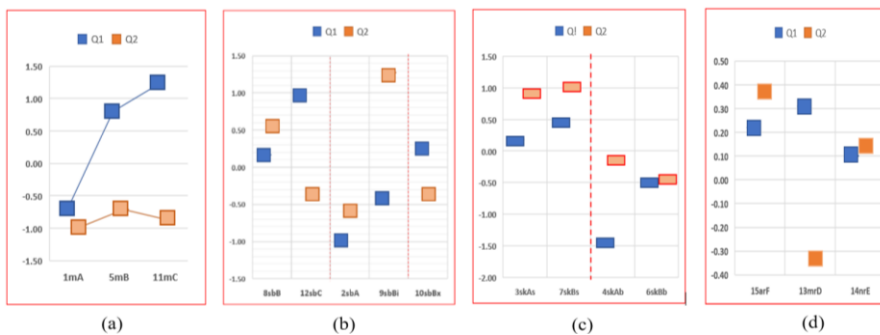 Q1 Q2
1.50
1.00
0.50
0.00
-0.50
-1.00
-1.50
1mA 5mB 11mC
(a)
Q1 Q2
1.50
1.00
0.50
0.00
-0.50
-1.00
-1.50
8sbB 12sbC 2sbA 9sbBi 10sbBx
(b)
Q! Q2
1.50
1.00
0.50
0.00
-0.50
-1.00
-1.50
-2.00
3skAs 7skBs 4skAb 6skBb
(c)
Q1 Q2
0.50
0.40
0.30
0.20
0.10
0.00
-0.10
-0.20
-0.30
-0.40
15arF 13mrD 14nrE
(d)